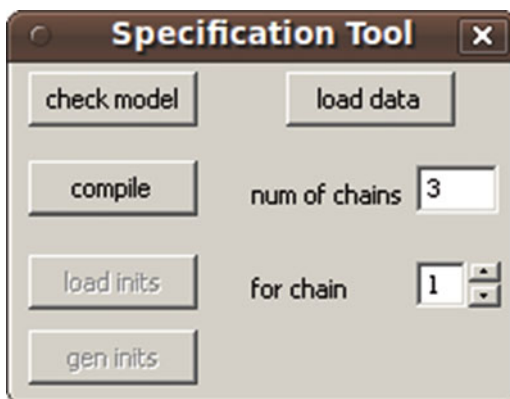 Specification Tool
check model
load data
compile
num of chains 3
load inits
for chain 1
gen inits